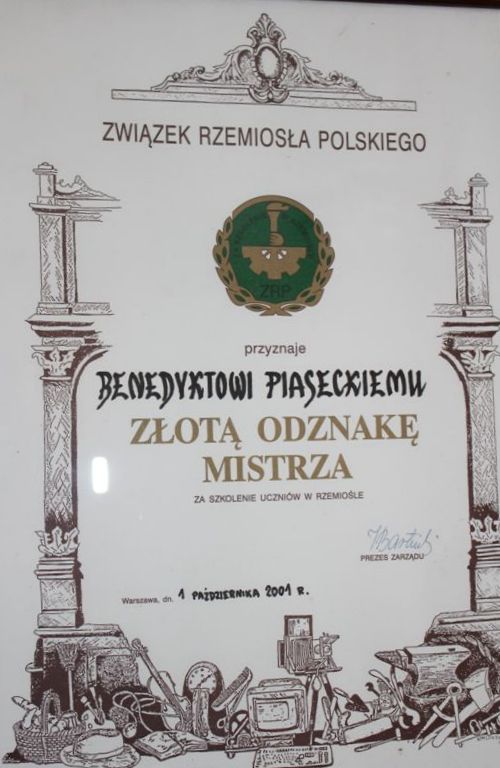 ZWIĄZEK RZEMIOSŁA POLSKIEGO
ZRP
przyznaje
BENEDYKTOWI PIASECKIEMU
ZŁOTĄ ODZNAKĘ
MISTRZA
ZA SZKOLENIE UCZNIÓW W RZEMIOŚLE
PREZES ZARZĄDU
Warszawa, dn. 1 PAŹDZIERNIKA 2001 R.